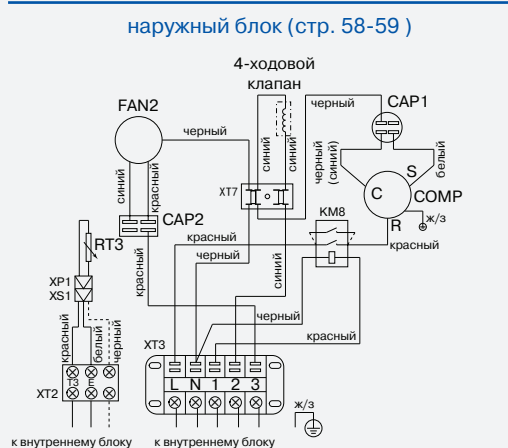 наружный блок (стр. 58-59 )
4-ходовой
клапан
FAN2
черный
CAP1
черный
синий
синий
синий
красный
черный
(синий)
белый
S
C
COMP
R
ж/з
XT7
KM8
CAP2
RT3
красный
красный
черный
красный
синий
XP1
XS1
черный
красный
красный
белый
черный
XT3
L N 1 2 3
T3 E
XT2
ж/з
к внутреннему блоку
к внутреннему блоку